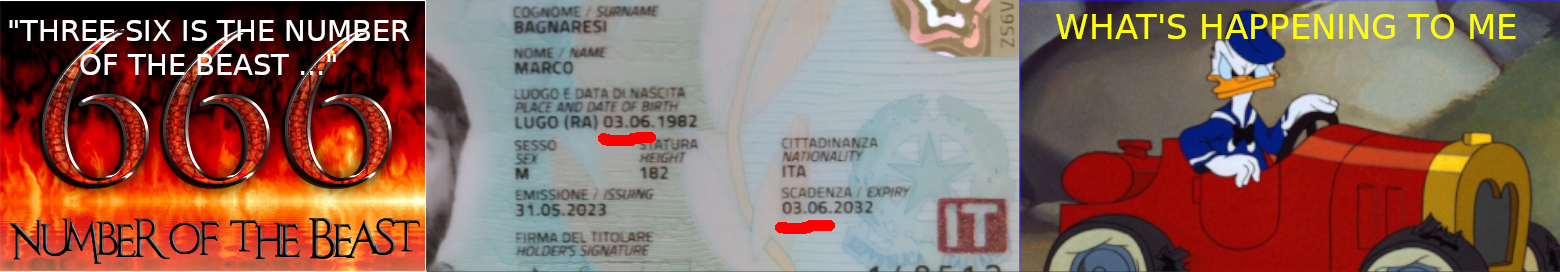 "THREE SIX IS THE NUMBER
OF THE BEAST ..."
666
NUMBER OF THE BEAST
COGNOME / SURNAME
BAGNARESI
NOME / NAME
MARCO
LUOGO E DATA DI NASCITA
PLACE AND DATE OF BIRTH
LUGO (RA) 03.06.1982
SESSO STATURA
SEX HEIGHT
M 182
EMISSIONE / ISSUING
31.05.2023
FIRMA DEL TITOLARE
HOLDER'S SIGNATURE
CITTADINANZA
NATIONALITY
ITA
SCADENZA / EXPIRY
03.06.2032
IT
WHAT'S HAPPENING TO ME